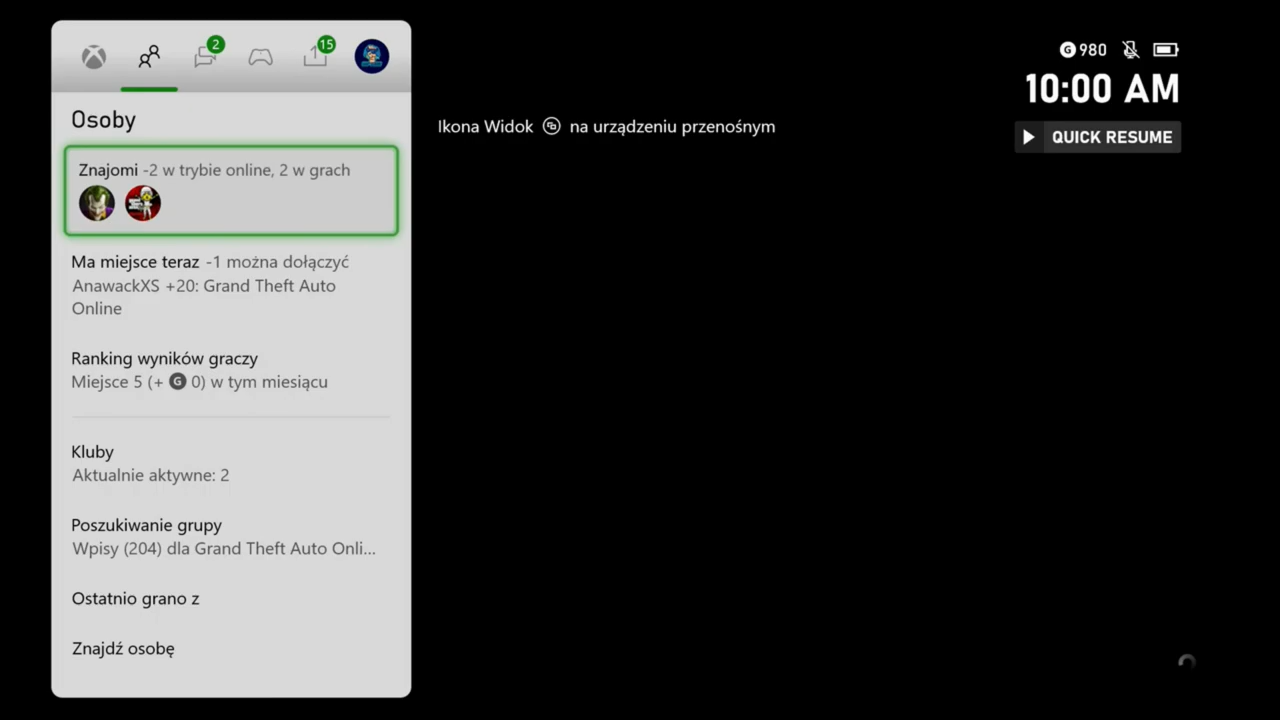 2
15
Osoby
Znajomi -2 w trybie online, 2 w grach
Ma miejsce teraz -1 można dołączyć
AnawackXS +20: Grand Theft Auto
Online
Ranking wyników graczy
Miejsce 5 (+ G 0) w tym miesiącu
Kluby
Aktualnie aktywne: 2
Poszukiwanie grupy
Wpisy (204) dla Grand Theft Auto Onli...
Ostatnio grano z
Znajdź osobę
Ikona Widok na urządzeniu przenośnym
G 980
10:00 AM
QUICK RESUME